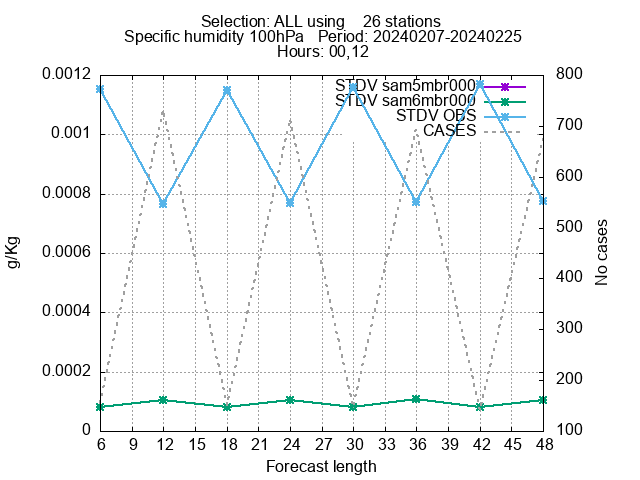 Selection: ALL using    26 stations
Specific humidity 100hPa   Period: 20240207-20240225
Hours: 00,12
STDV sam5mbr000
STDV sam6mbr000
STDV OBS
CASES
0.0012
0.001
0.0008
0.0006
0.0004
0.0002
0
g/Kg
800
700
600
500
400
300
200
100
No cases
6 12 18 21 24 27 30 33 36 39 42 45 48
9 15
Forecast length